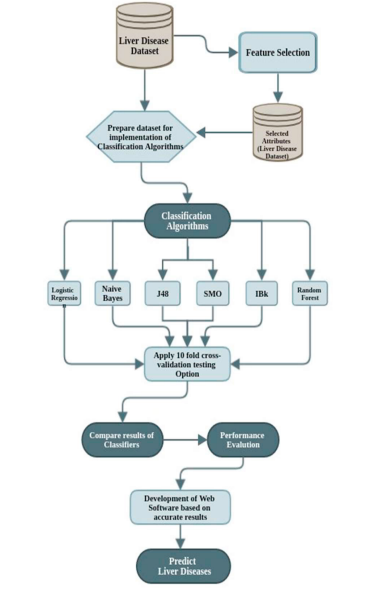 Liver Disease
Dataset
Feature Selection
Prepare dataset for
implementation of
Classification Algorithms
Selected
Attributes
(Liver Disease
Dataset)
Classification
Algorithms
Logistic
Regressio
Naive
Bayes
J48
SMO
IBk
Random
Forest
Apply 10 fold cross-
validation testing
Option
Compare results of
Classifiers
Performance
Evalution
Development of Web
Software based on
accurate results
Predict
Liver Diseases